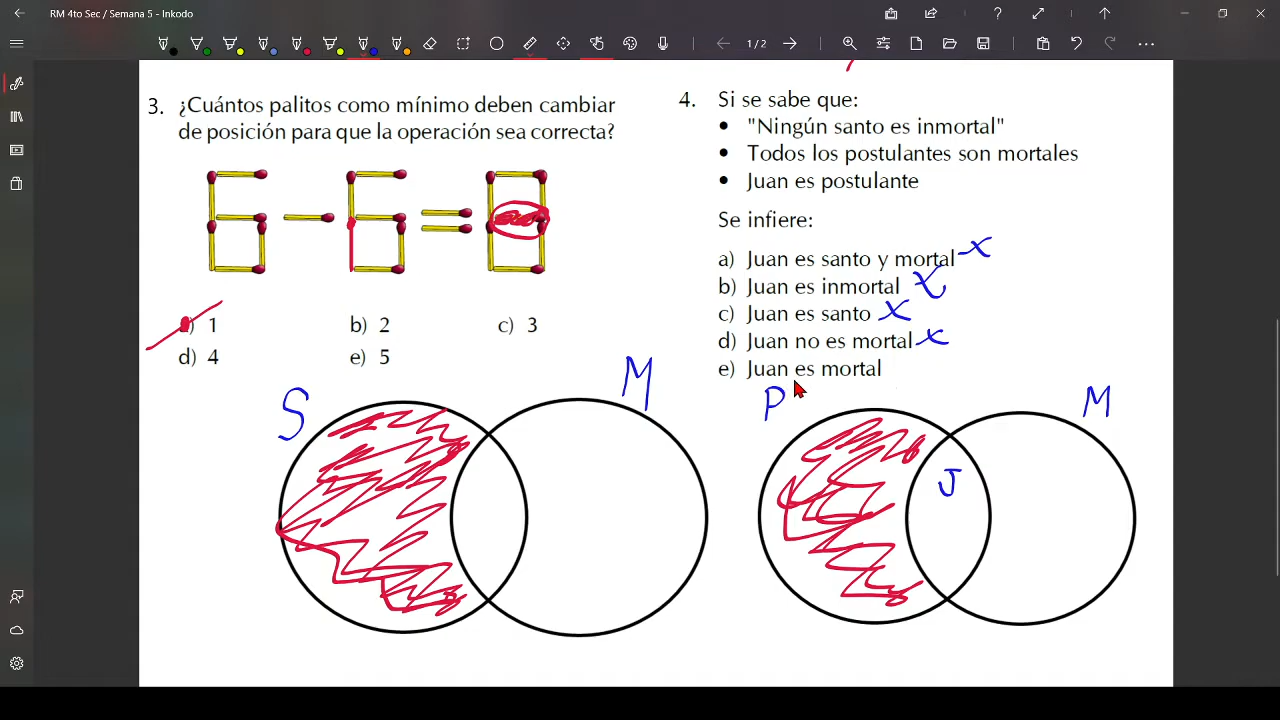 RM 4to Sec / Semana 5 - Inkodo
1/2
3. ¿Cuántos palitos como mínimo deben cambiar
de posición para que la operación sea correcta?
a) 1
b) 2
c) 3
d) 4
e) 5
4. Si se sabe que:
• "Ningún santo es inmortal"
• Todos los postulantes son mortales
• Juan es postulante
Se infiere:
a) Juan es santo y mortal x
b) Juan es inmortal x
c) Juan es santo x
d) Juan no es mortal x
e) Juan es mortal
S
M
P
M
J